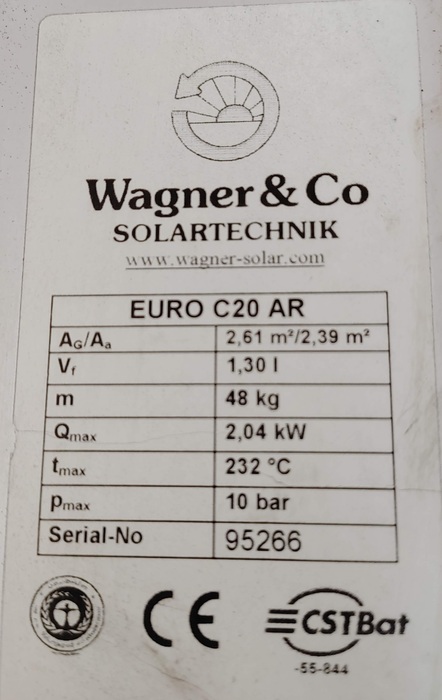 Wagner & Co
SOLARTECHNIK
www.wagner-solar.com
EURO C20 AR
AG/Aa 2,61 m²/2,39 m²
Vf 1,30 l
m 48 kg
Qmax 2,04 kW
tmax 232 °C
pmax 10 bar
Serial-No 95266
CE CSTBat
-55-844